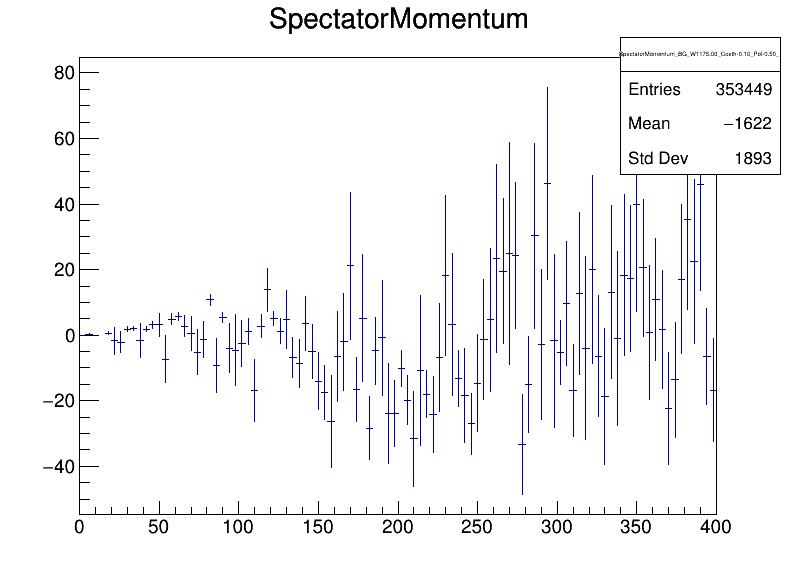 SpectatorMomentum
SpectatorMomentum_BG_W1175.00_Costh-0.10_Pol-0.50_
Entries 353449
Mean −1622
Std Dev 1893
80
60
40
20
0
−20
−40
0 50 100 150 200 250 300 350 400